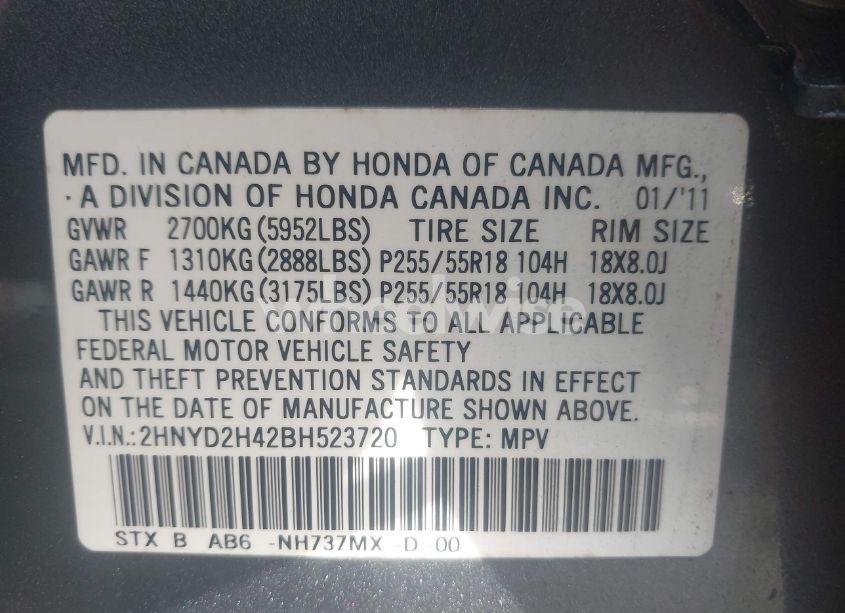 MFD. IN CANADA BY HONDA OF CANADA MFG.,
A DIVISION OF HONDA CANADA INC. 01/'11
GVWR 2700KG (5952LBS) TIRE SIZE RIM SIZE
GAWR F 1310KG (2888LBS) P255/55R18 104H 18X8.0J
GAWR R 1440KG (3175LBS) P255/55R18 104H 18X8.0J
THIS VEHICLE CONFORMS TO ALL APPLICABLE
FEDERAL MOTOR VEHICLE SAFETY
AND THEFT PREVENTION STANDARDS IN EFFECT
ON THE DATE OF MANUFACTURE SHOWN ABOVE.
V.I.N.:2HNYD2H42BH523720 TYPE: MPV
STX B AB6 -NH737MX -D -00